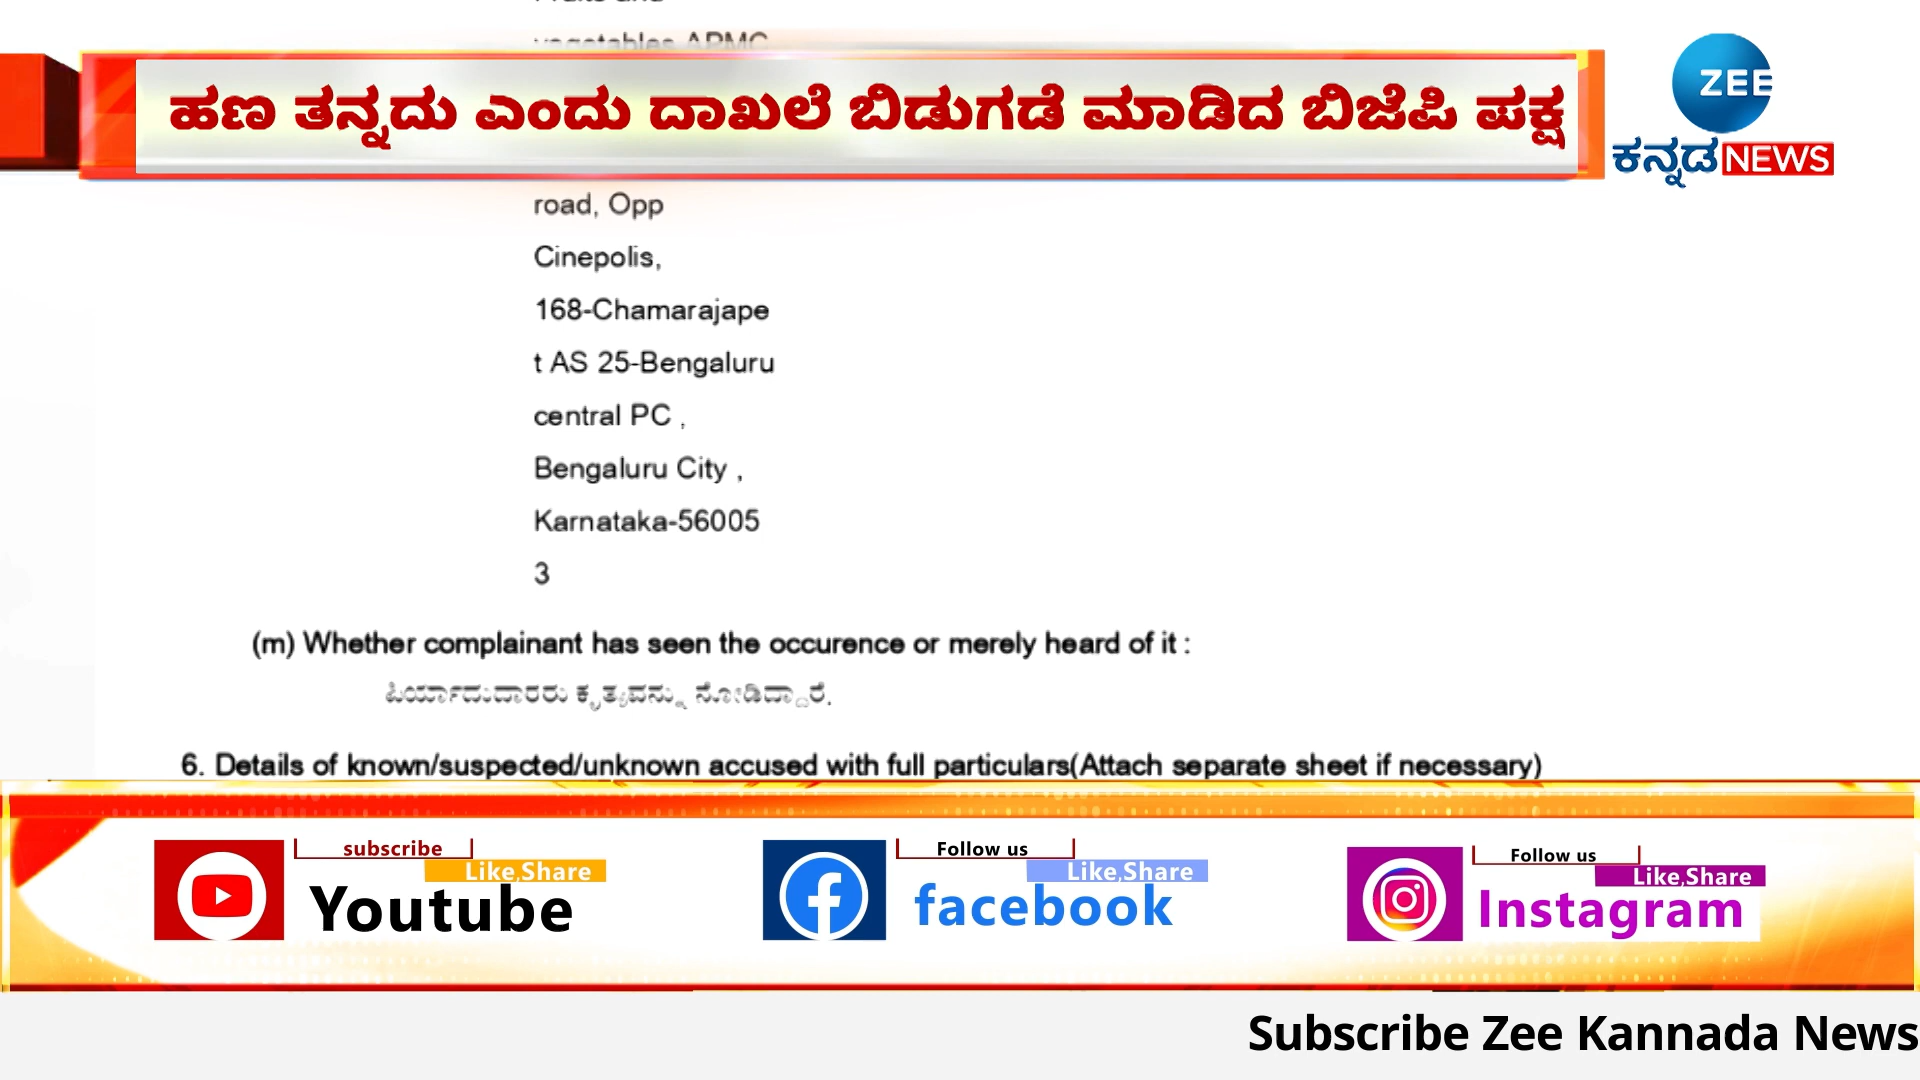 vegetables APMC
ಹಣ ತನ್ನದು ಎಂದು ದಾಖಲೆ ಬಿಡುಗಡೆ ಮಾಡಿದ ಬಿಜೆಪಿ ಪಕ್ಷ
ZEE
ಕನ್ನಡ NEWS
road, Opp
Cinepolis,
168-Chamarajape
t AS 25-Bengaluru
central PC ,
Bengaluru City ,
Karnataka-56005
3
(m) Whether complainant has seen the occurence or merely heard of it :
ಪಿರ್ಯಾದುದಾರರು ಕೃತ್ಯವನ್ನು ನೋಡಿದ್ದಾರೆ.
6. Details of known/suspected/unknown accused with full particulars(Attach separate sheet if necessary)
subscribe
Like,Share
Youtube
Follow us
Like,Share
facebook
Follow us
Like,Share
Instagram
Subscribe Zee Kannada News